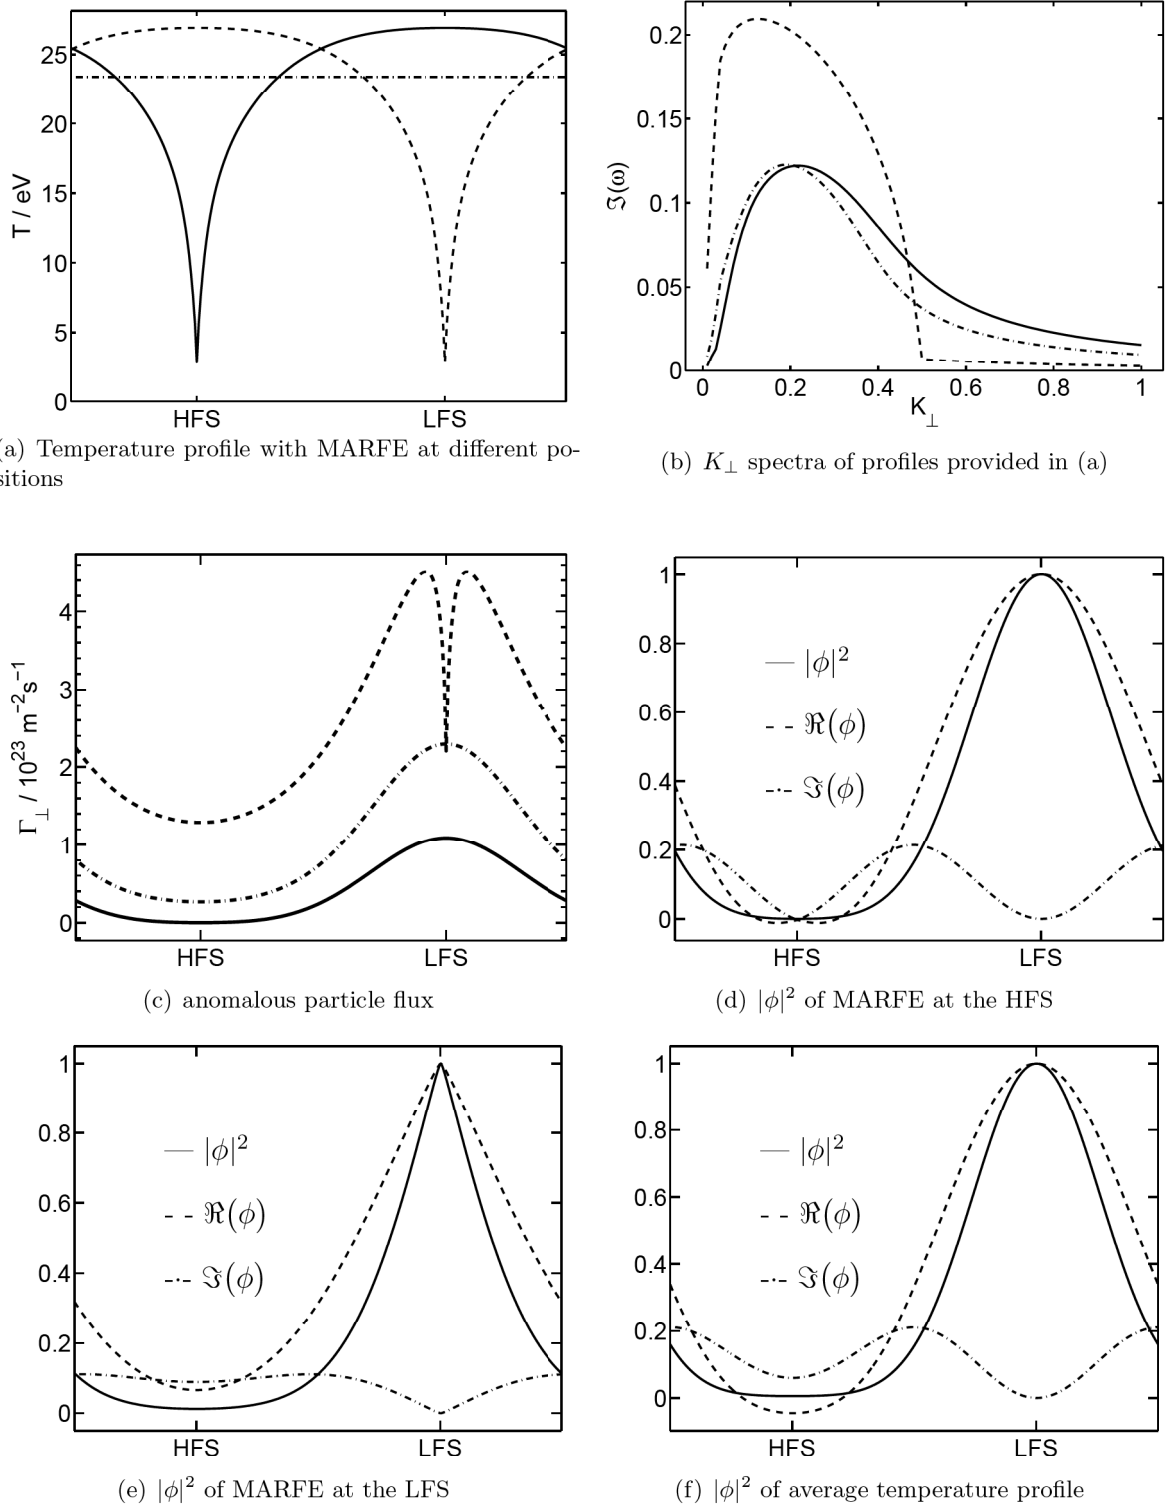 25
20
15
10
5
0
T / eV
HFS
LFS
(a) Temperature profile with MARFE at different po-
sitions
0.2
0.15
0.1
0.05
0
ℑ(ω)
0
0.2
0.4
0.6
0.8
1
K⊥
(b) K⊥ spectra of profiles provided in (a)
4
3
2
1
0
Γ⊥ / 10²³ m⁻²s⁻¹
HFS
LFS
(c) anomalous particle flux
1
0.8
0.6
0.4
0.2
0
|ϕ|²
ℜ(ϕ)
ℑ(ϕ)
HFS
LFS
(d) |ϕ|² of MARFE at the HFS
1
0.8
0.6
0.4
0.2
0
|ϕ|²
ℜ(ϕ)
ℑ(ϕ)
HFS
LFS
(e) |ϕ|² of MARFE at the LFS
1
0.8
0.6
0.4
0.2
0
|ϕ|²
ℜ(ϕ)
ℑ(ϕ)
HFS
LFS
(f) |ϕ|² of average temperature profile